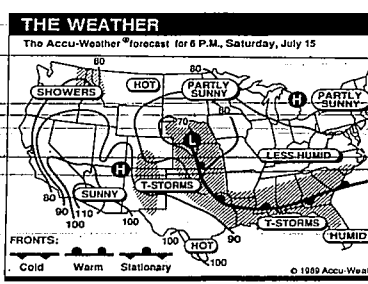 THE WEATHER
The Accu-Weather® forecast for 6 P.M., Saturday, July 15
80
SHOWERS
HOT
PARTLY
SUNNY
80
H
PARTLY
SUNNY
70
L
LESS HUMID
H
SUNNY
T-STORMS
80
90
110
100
100
T-STORMS
100
HOT
90
HUMID
100
FRONTS:
Cold Warm Stationary
© 1989 Accu-Wea